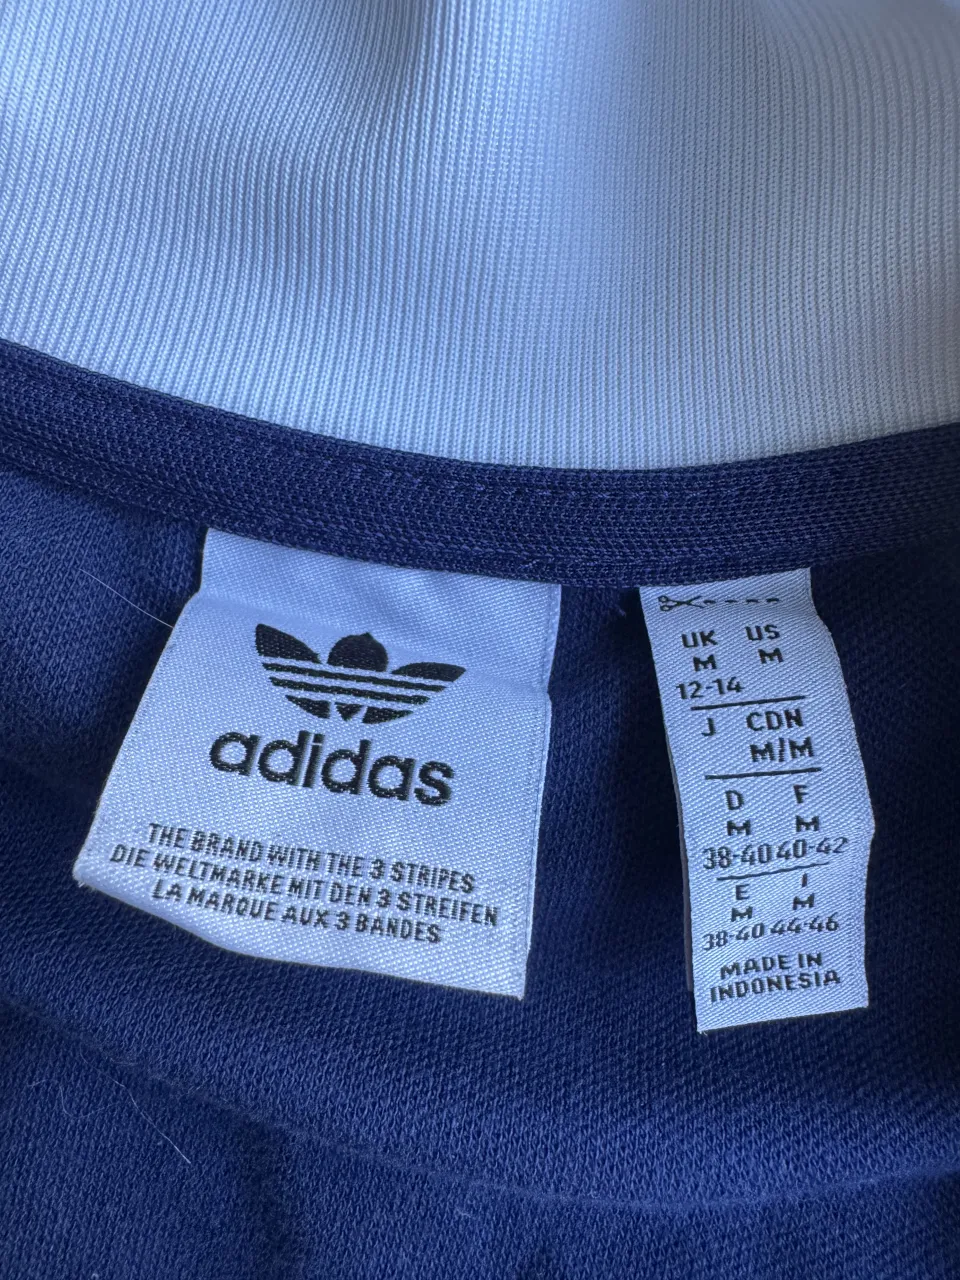 adidas
THE BRAND WITH THE 3 STRIPES
DIE WELTMARKE MIT DEN 3 STREIFEN
LA MARQUE AUX 3 BANDES
UK US
M M
12-14
J CDN
M/M
D F
M M
38-40 40-42
E I
M M
38-40 44-46
MADE IN
INDONESIA